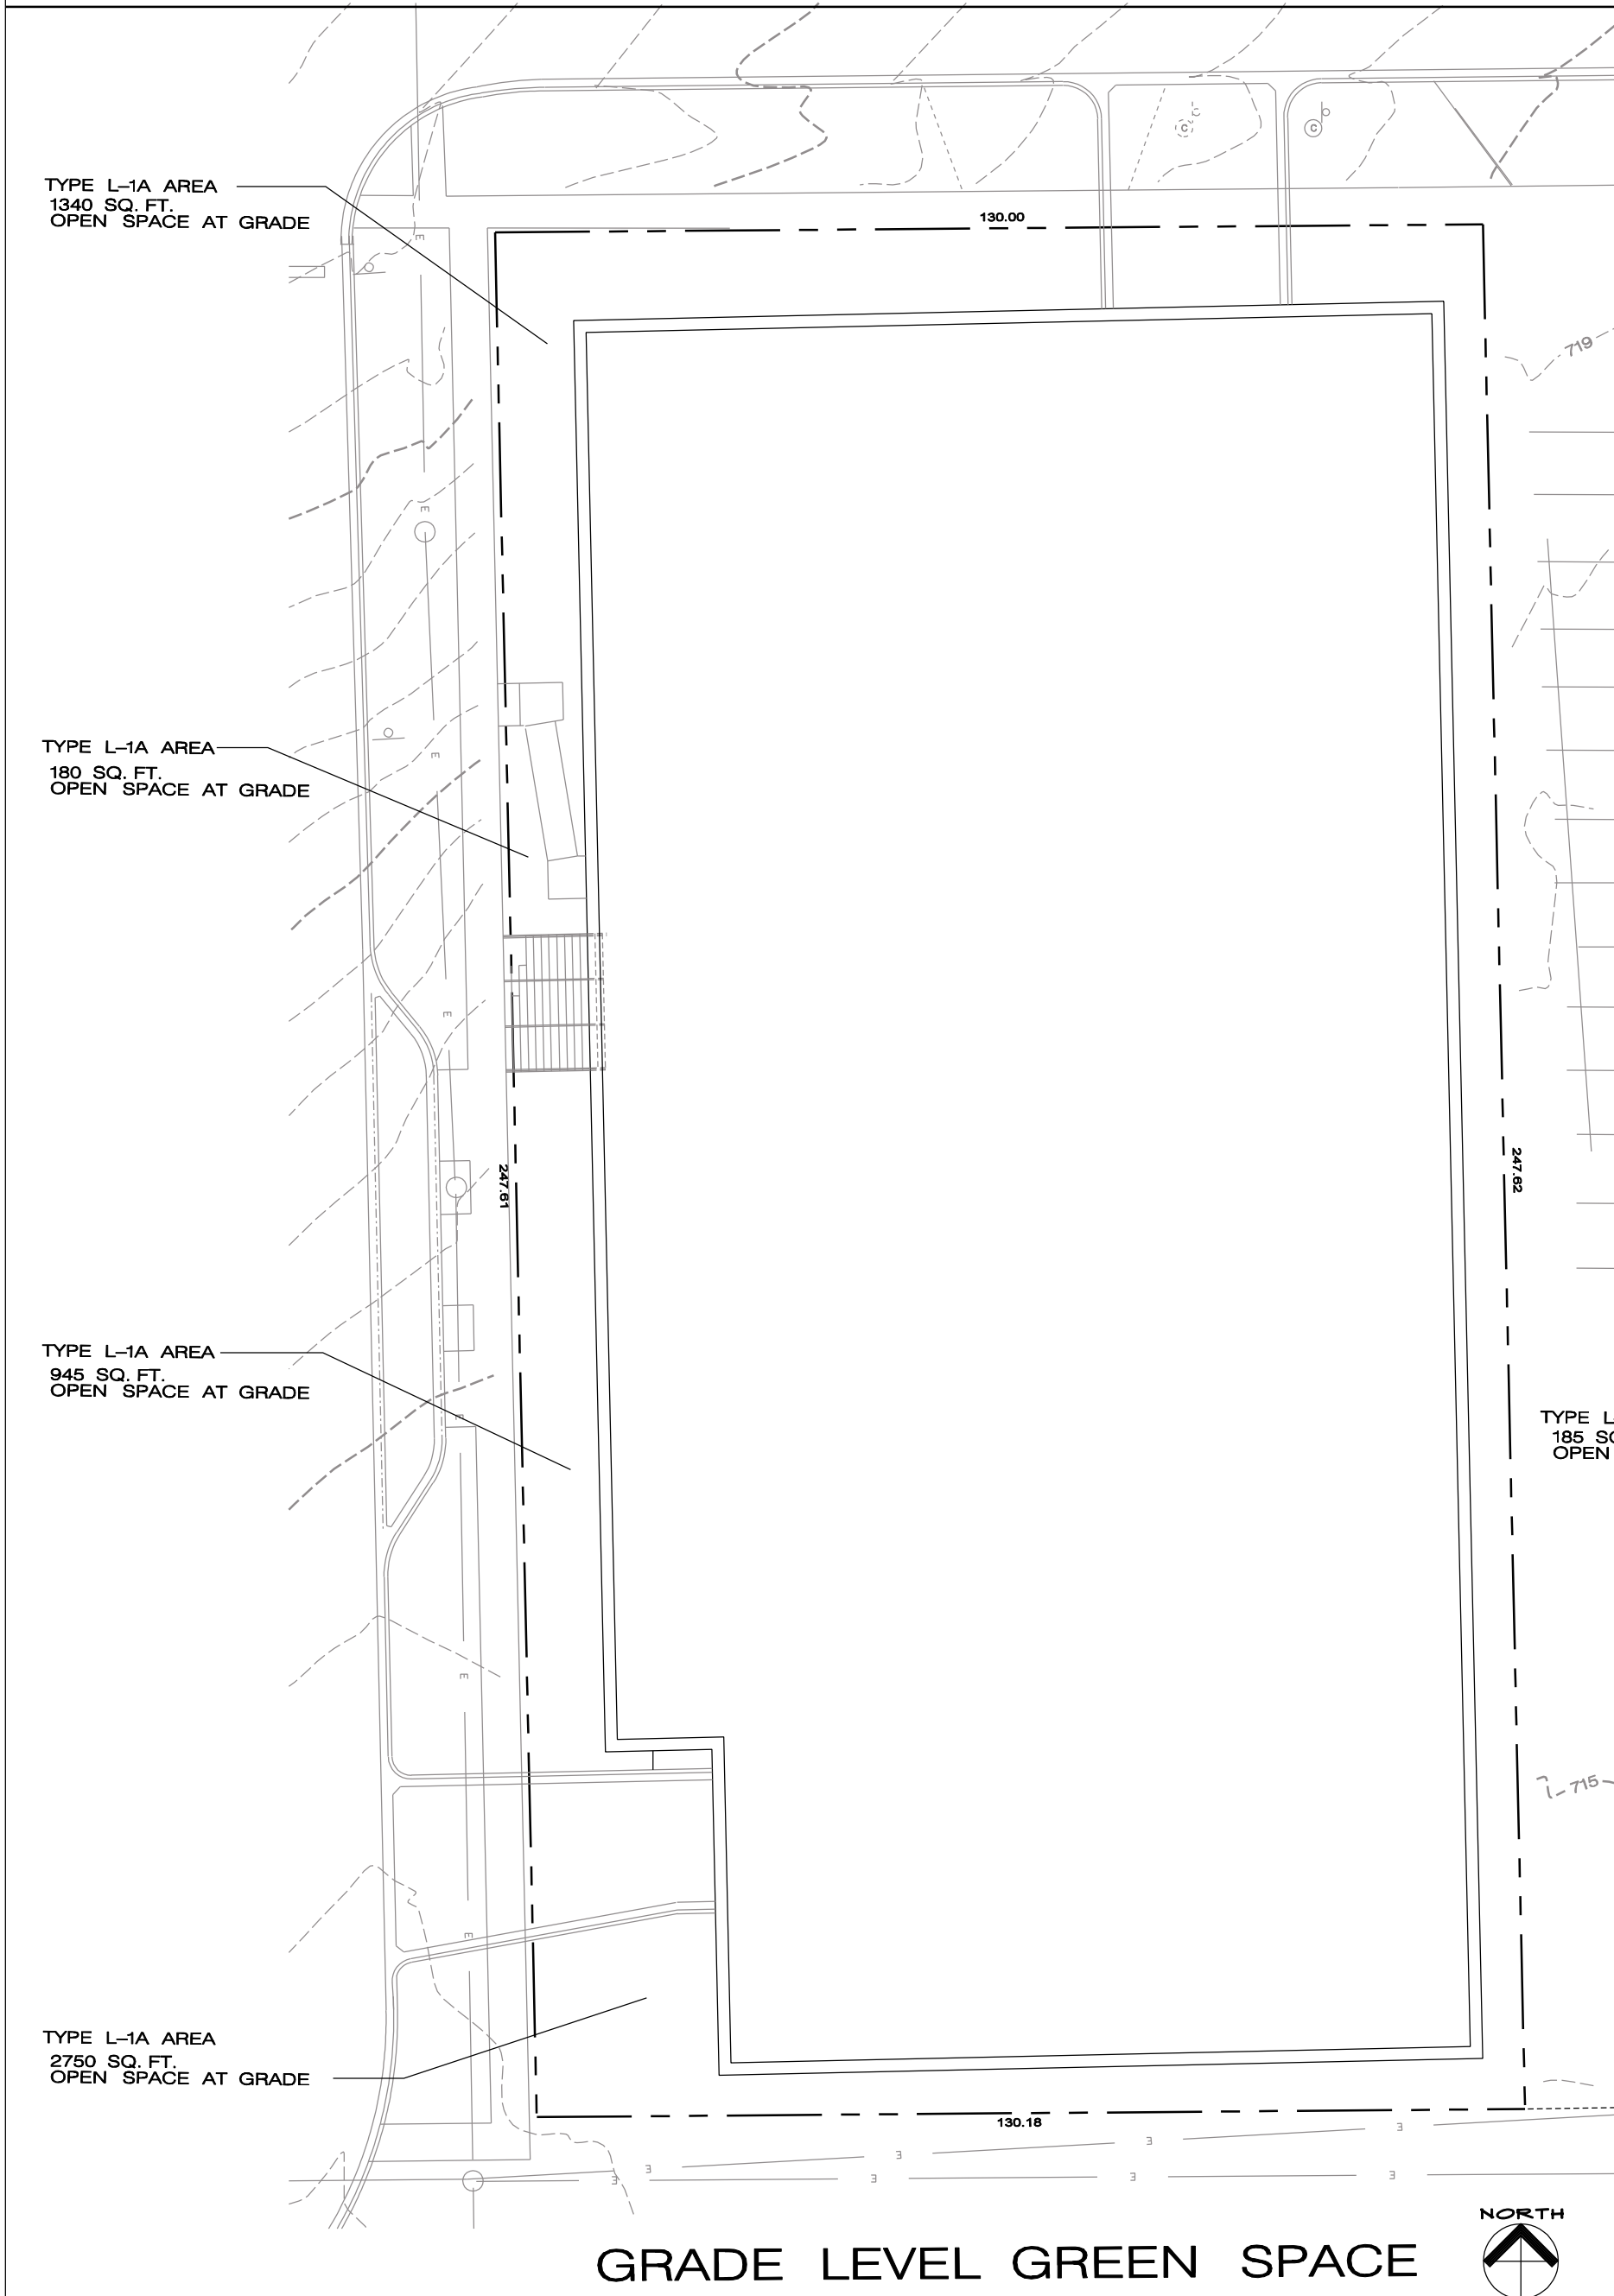 130.00
TYPE L-1A AREA
1340 SQ. FT.
OPEN SPACE AT GRADE
E
C
C
719
E
TYPE L-1A AREA
180 SQ. FT.
OPEN SPACE AT GRADE
E
E
247.61
247.62
TYPE L-1A AREA
945 SQ. FT.
OPEN SPACE AT GRADE
E
TYPE L
185 S
OPEN
E
715
E
TYPE L-1A AREA
2750 SQ. FT.
OPEN SPACE AT GRADE
130.18
E
E
E
E
E
E
E
E
NORTH
GRADE LEVEL GREEN SPACE